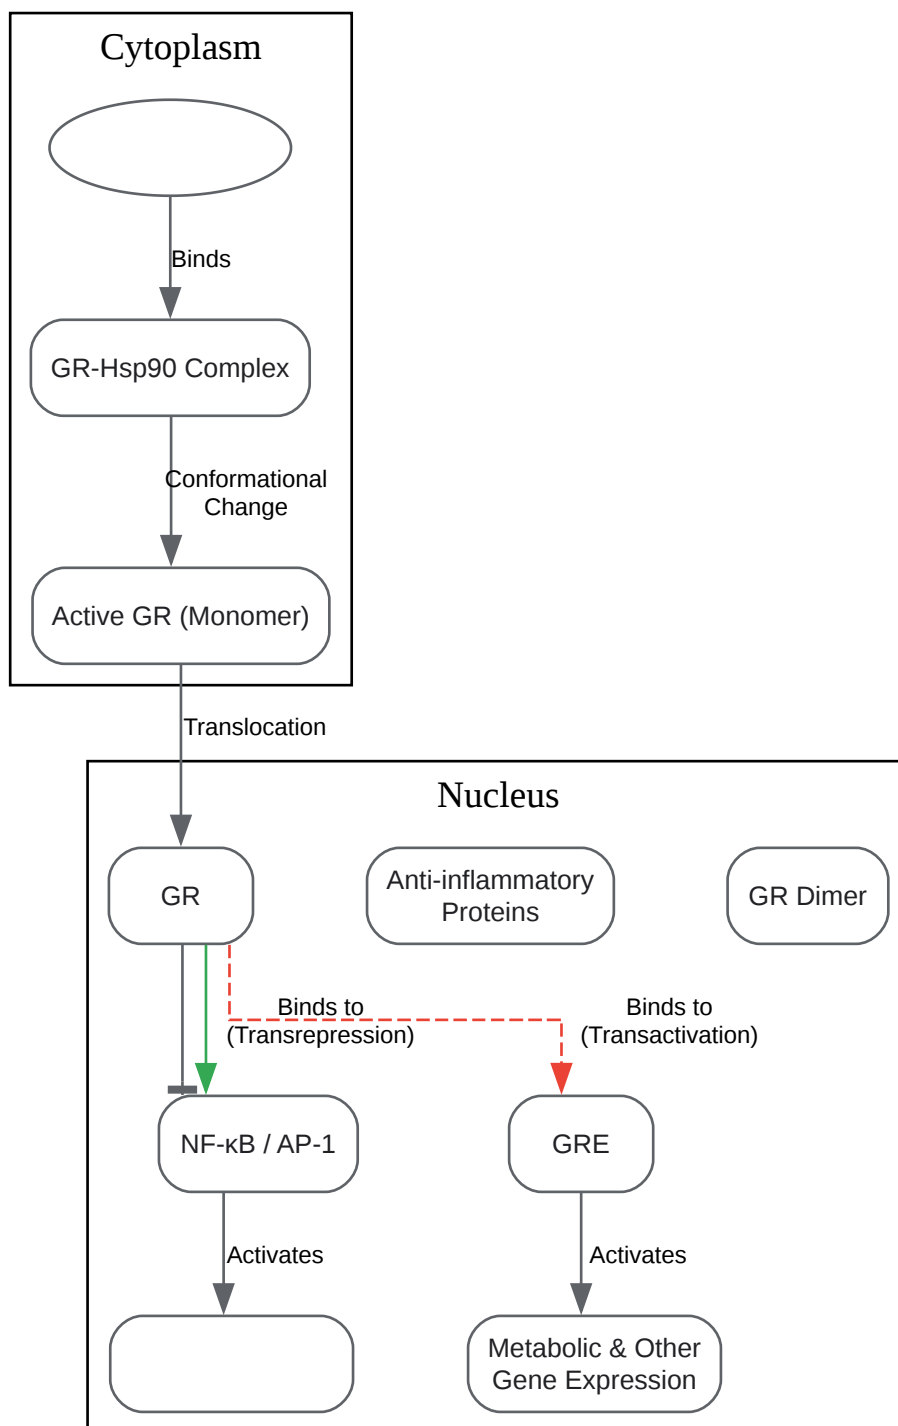 Cytoplasm
Binds
GR-Hsp90 Complex
Conformational
Change
Active GR (Monomer)
Translocation
Nucleus
GR
Anti-inflammatory
Proteins
GR Dimer
Binds to
(Transrepression)
Binds to
(Transactivation)
NF-κB / AP-1
GRE
Activates
Activates
Metabolic & Other
Gene Expression